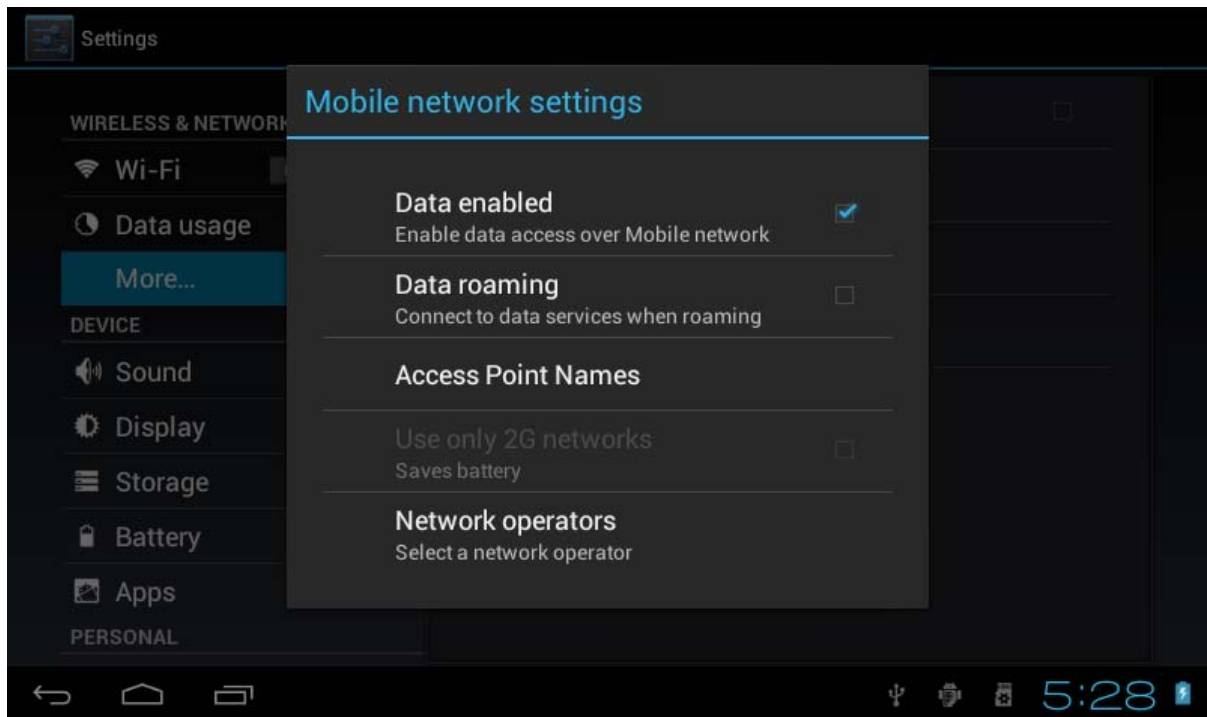 Settings
WIRELESS & NETWORK
Wi-Fi
Data usage
More...
DEVICE
Sound
Display
Storage
Battery
Apps
PERSONAL
Mobile network settings
Data enabled
Enable data access over Mobile network
Data roaming
Connect to data services when roaming
Access Point Names
Use only 2G networks
Saves battery
Network operators
Select a network operator
5:28